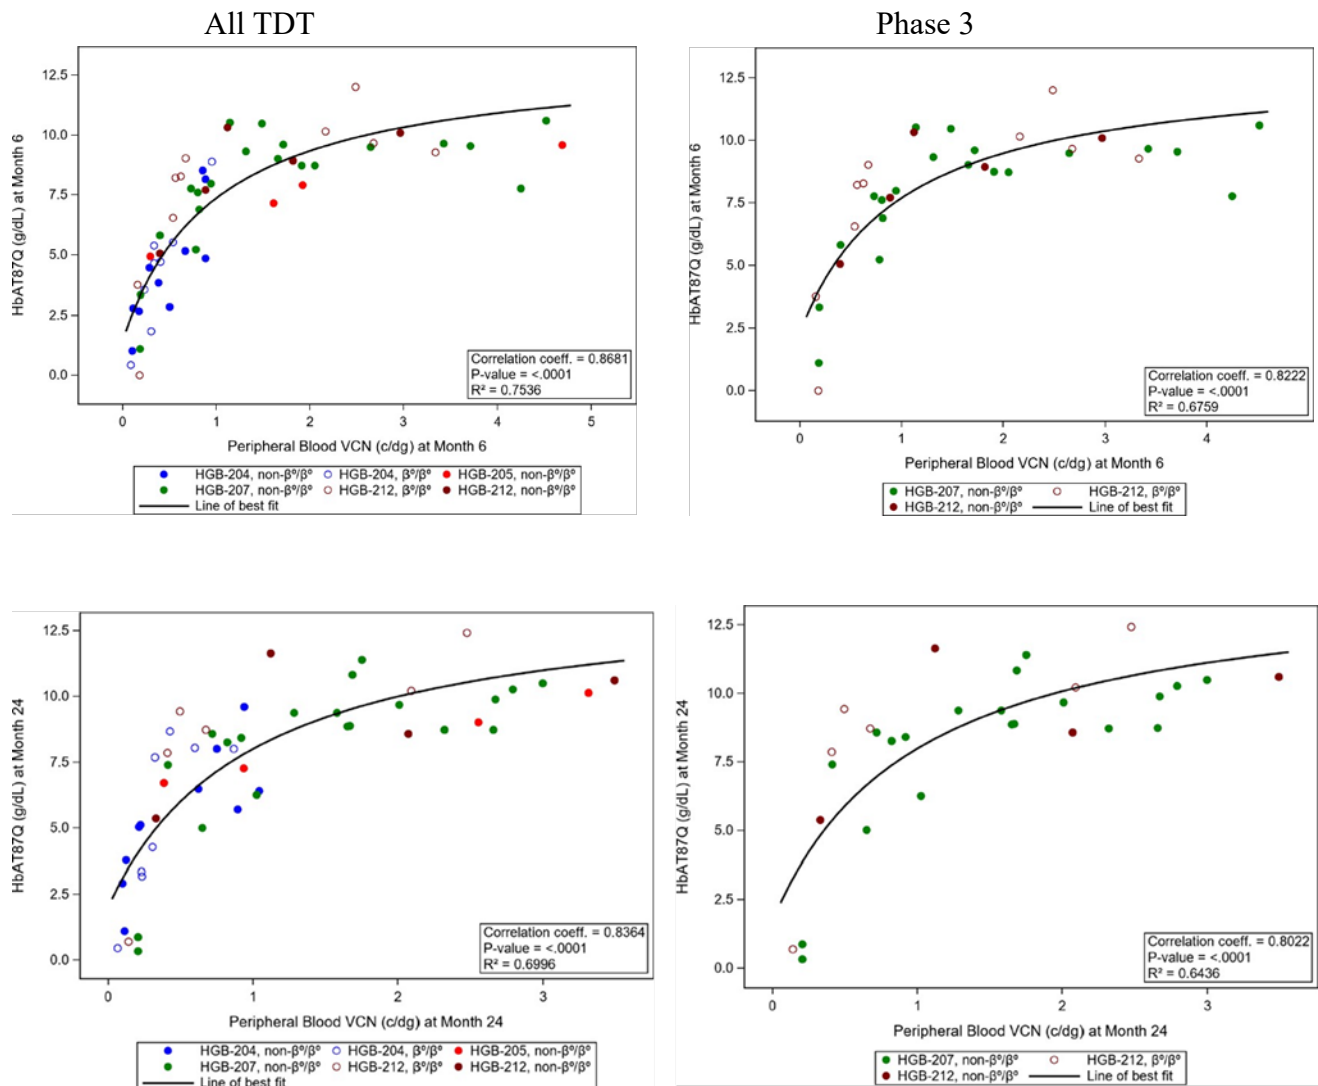 All TDT
Phase 3
HbAT87Q (g/dL) at Month 6
12.5
10.0
7.5
5.0
2.5
0.0
Correlation coeff. = 0.8681
P-value = <.0001
R² = 0.7536
0 1 2 3 4 5
Peripheral Blood VCN (c/dg) at Month 6
HGB-204, non-β⁰/β⁰ HGB-204, β⁰/β⁰ HGB-205, non-β⁰/β⁰
HGB-207, non-β⁰/β⁰ HGB-212, β⁰/β⁰ HGB-212, non-β⁰/β⁰
Line of best fit
HbAT87Q (g/dL) at Month 6
12.5
10.0
7.5
5.0
2.5
0.0
Correlation coeff. = 0.8222
P-value = <.0001
R² = 0.6759
0 1 2 3 4
Peripheral Blood VCN (c/dg) at Month 6
HGB-207, non-β⁰/β⁰ HGB-212, β⁰/β⁰
HGB-212, non-β⁰/β⁰ Line of best fit
HbAT87Q (g/dL) at Month 24
12.5
10.0
7.5
5.0
2.5
0.0
Correlation coeff. = 0.8364
P-value = <.0001
R² = 0.6996
0 1 2 3
Peripheral Blood VCN (c/dg) at Month 24
HGB-204, non-β⁰/β⁰ HGB-204, β⁰/β⁰ HGB-205, non-β⁰/β⁰
HGB-207, non-β⁰/β⁰ HGB-212, β⁰/β⁰ HGB-212, non-β⁰/β⁰
Line of best fit
HbAT87Q (g/dL) at Month 24
12.5
10.0
7.5
5.0
2.5
0.0
Correlation coeff. = 0.8022
P-value = <.0001
R² = 0.6436
0 1 2 3
Peripheral Blood VCN (c/dg) at Month 24
HGB-207, non-β⁰/β⁰ HGB-212, β⁰/β⁰
HGB-212, non-β⁰/β⁰ Line of best fit